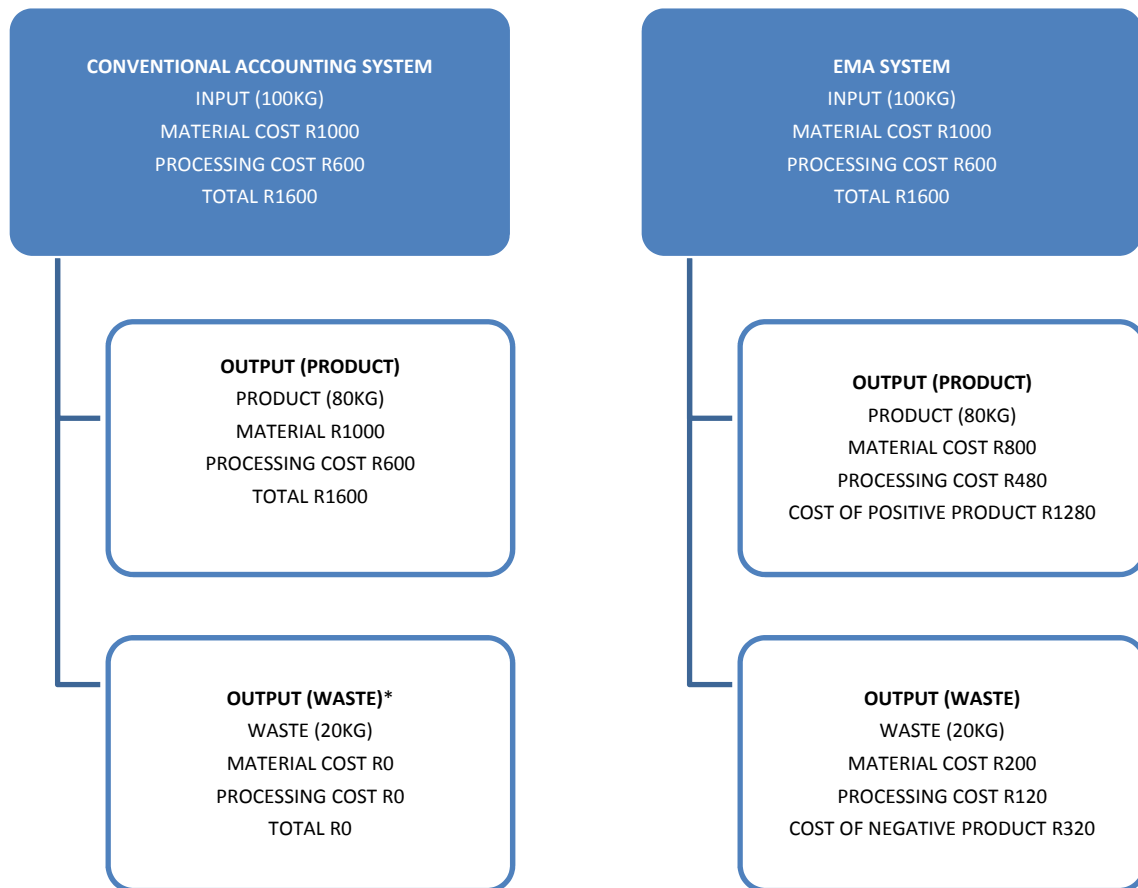 CONVENTIONAL ACCOUNTING SYSTEM
INPUT (100KG)
MATERIAL COST R1000
PROCESSING COST R600
TOTAL R1600
OUTPUT (PRODUCT)
PRODUCT (80KG)
MATERIAL R1000
PROCESSING COST R600
TOTAL R1600
OUTPUT (WASTE)*
WASTE (20KG)
MATERIAL COST R0
PROCESSING COST R0
TOTAL R0
EMA SYSTEM
INPUT (100KG)
MATERIAL COST R1000
PROCESSING COST R600
TOTAL R1600
OUTPUT (PRODUCT)
PRODUCT (80KG)
MATERIAL COST R800
PROCESSING COST R480
COST OF POSITIVE PRODUCT R1280
OUTPUT (WASTE)
WASTE (20KG)
MATERIAL COST R200
PROCESSING COST R120
COST OF NEGATIVE PRODUCT R320